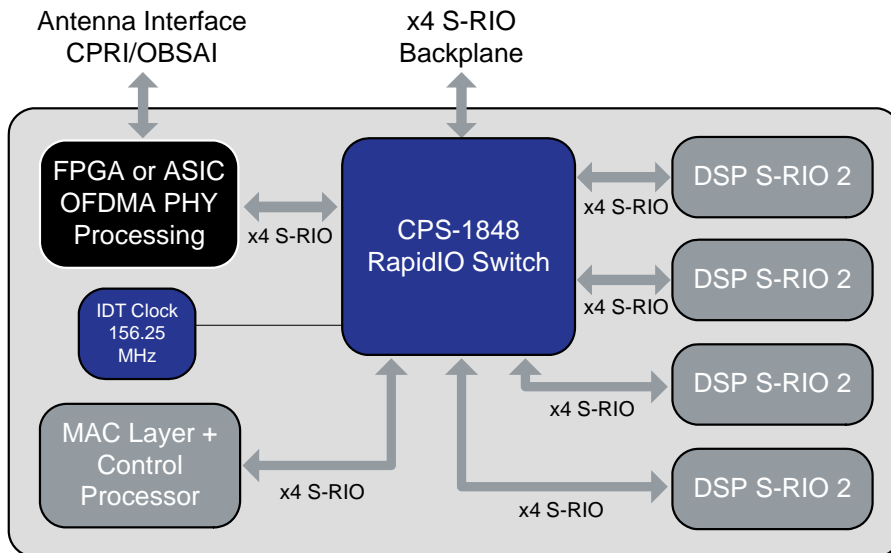 Antenna Interface
CPRI/OBSAI
x4 S-RIO
Backplane
FPGA or ASIC
OFDMA PHY
Processing
x4 S-RIO
CPS-1848
RapidIO Switch
DSP S-RIO 2
x4 S-RIO
DSP S-RIO 2
x4 S-RIO
IDT Clock
156.25
MHz
DSP S-RIO 2
x4 S-RIO
MAC Layer +
Control
Processor
x4 S-RIO
DSP S-RIO 2
x4 S-RIO